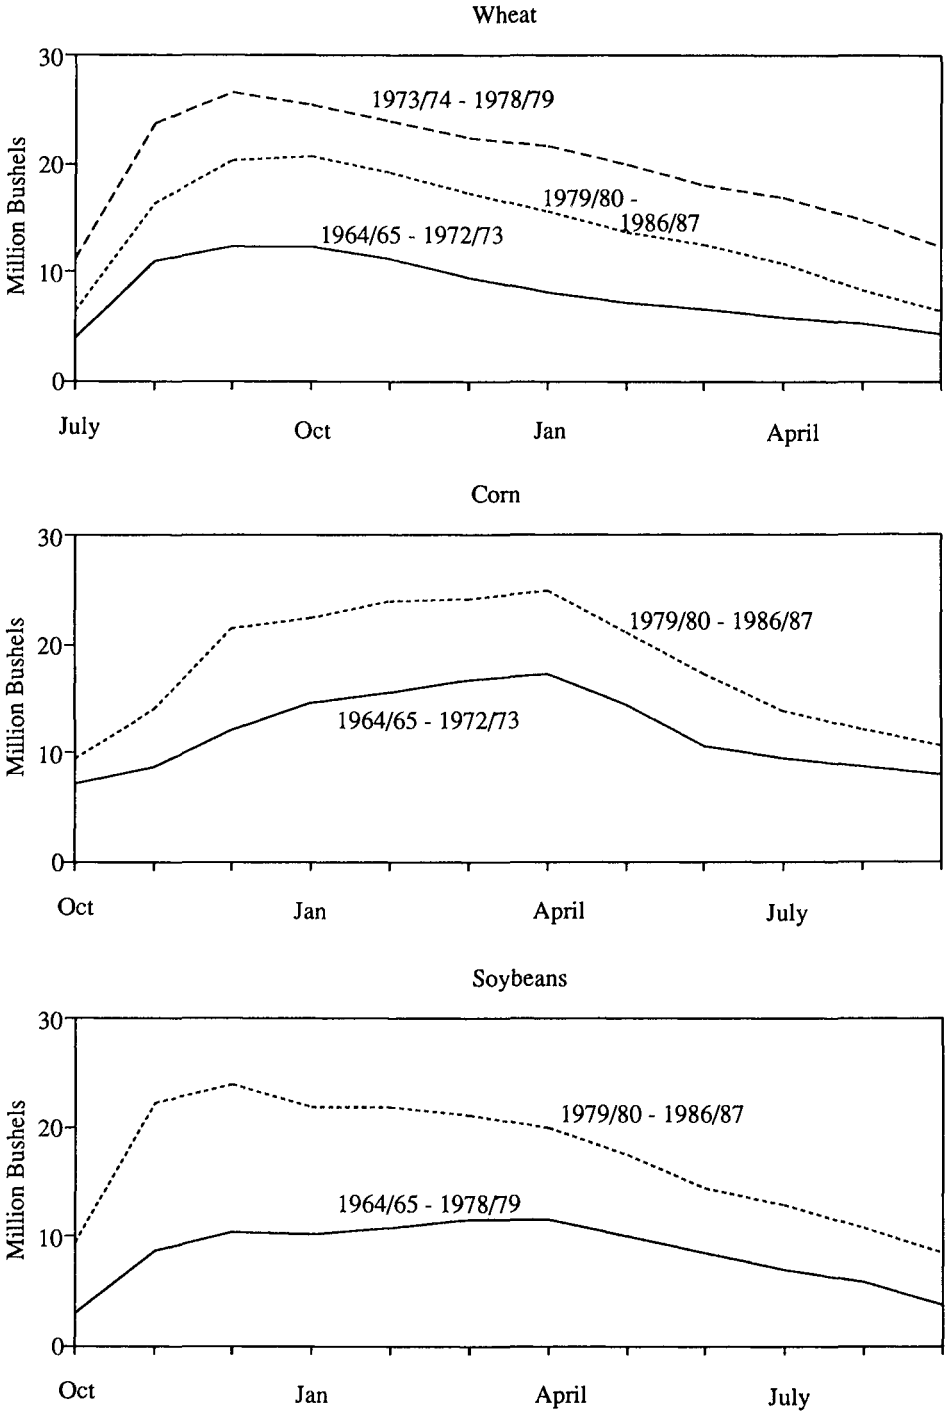 Wheat
30
20
10
0
Million Bushels
1973/74 - 1978/79
1979/80 -
1986/87
1964/65 - 1972/73
July
Oct
Jan
April
Corn
30
20
10
0
Million Bushels
1979/80 - 1986/87
1964/65 - 1972/73
Oct
Jan
April
July
Soybeans
30
20
10
0
Million Bushels
1979/80 - 1986/87
1964/65 - 1978/79
Oct
Jan
April
July